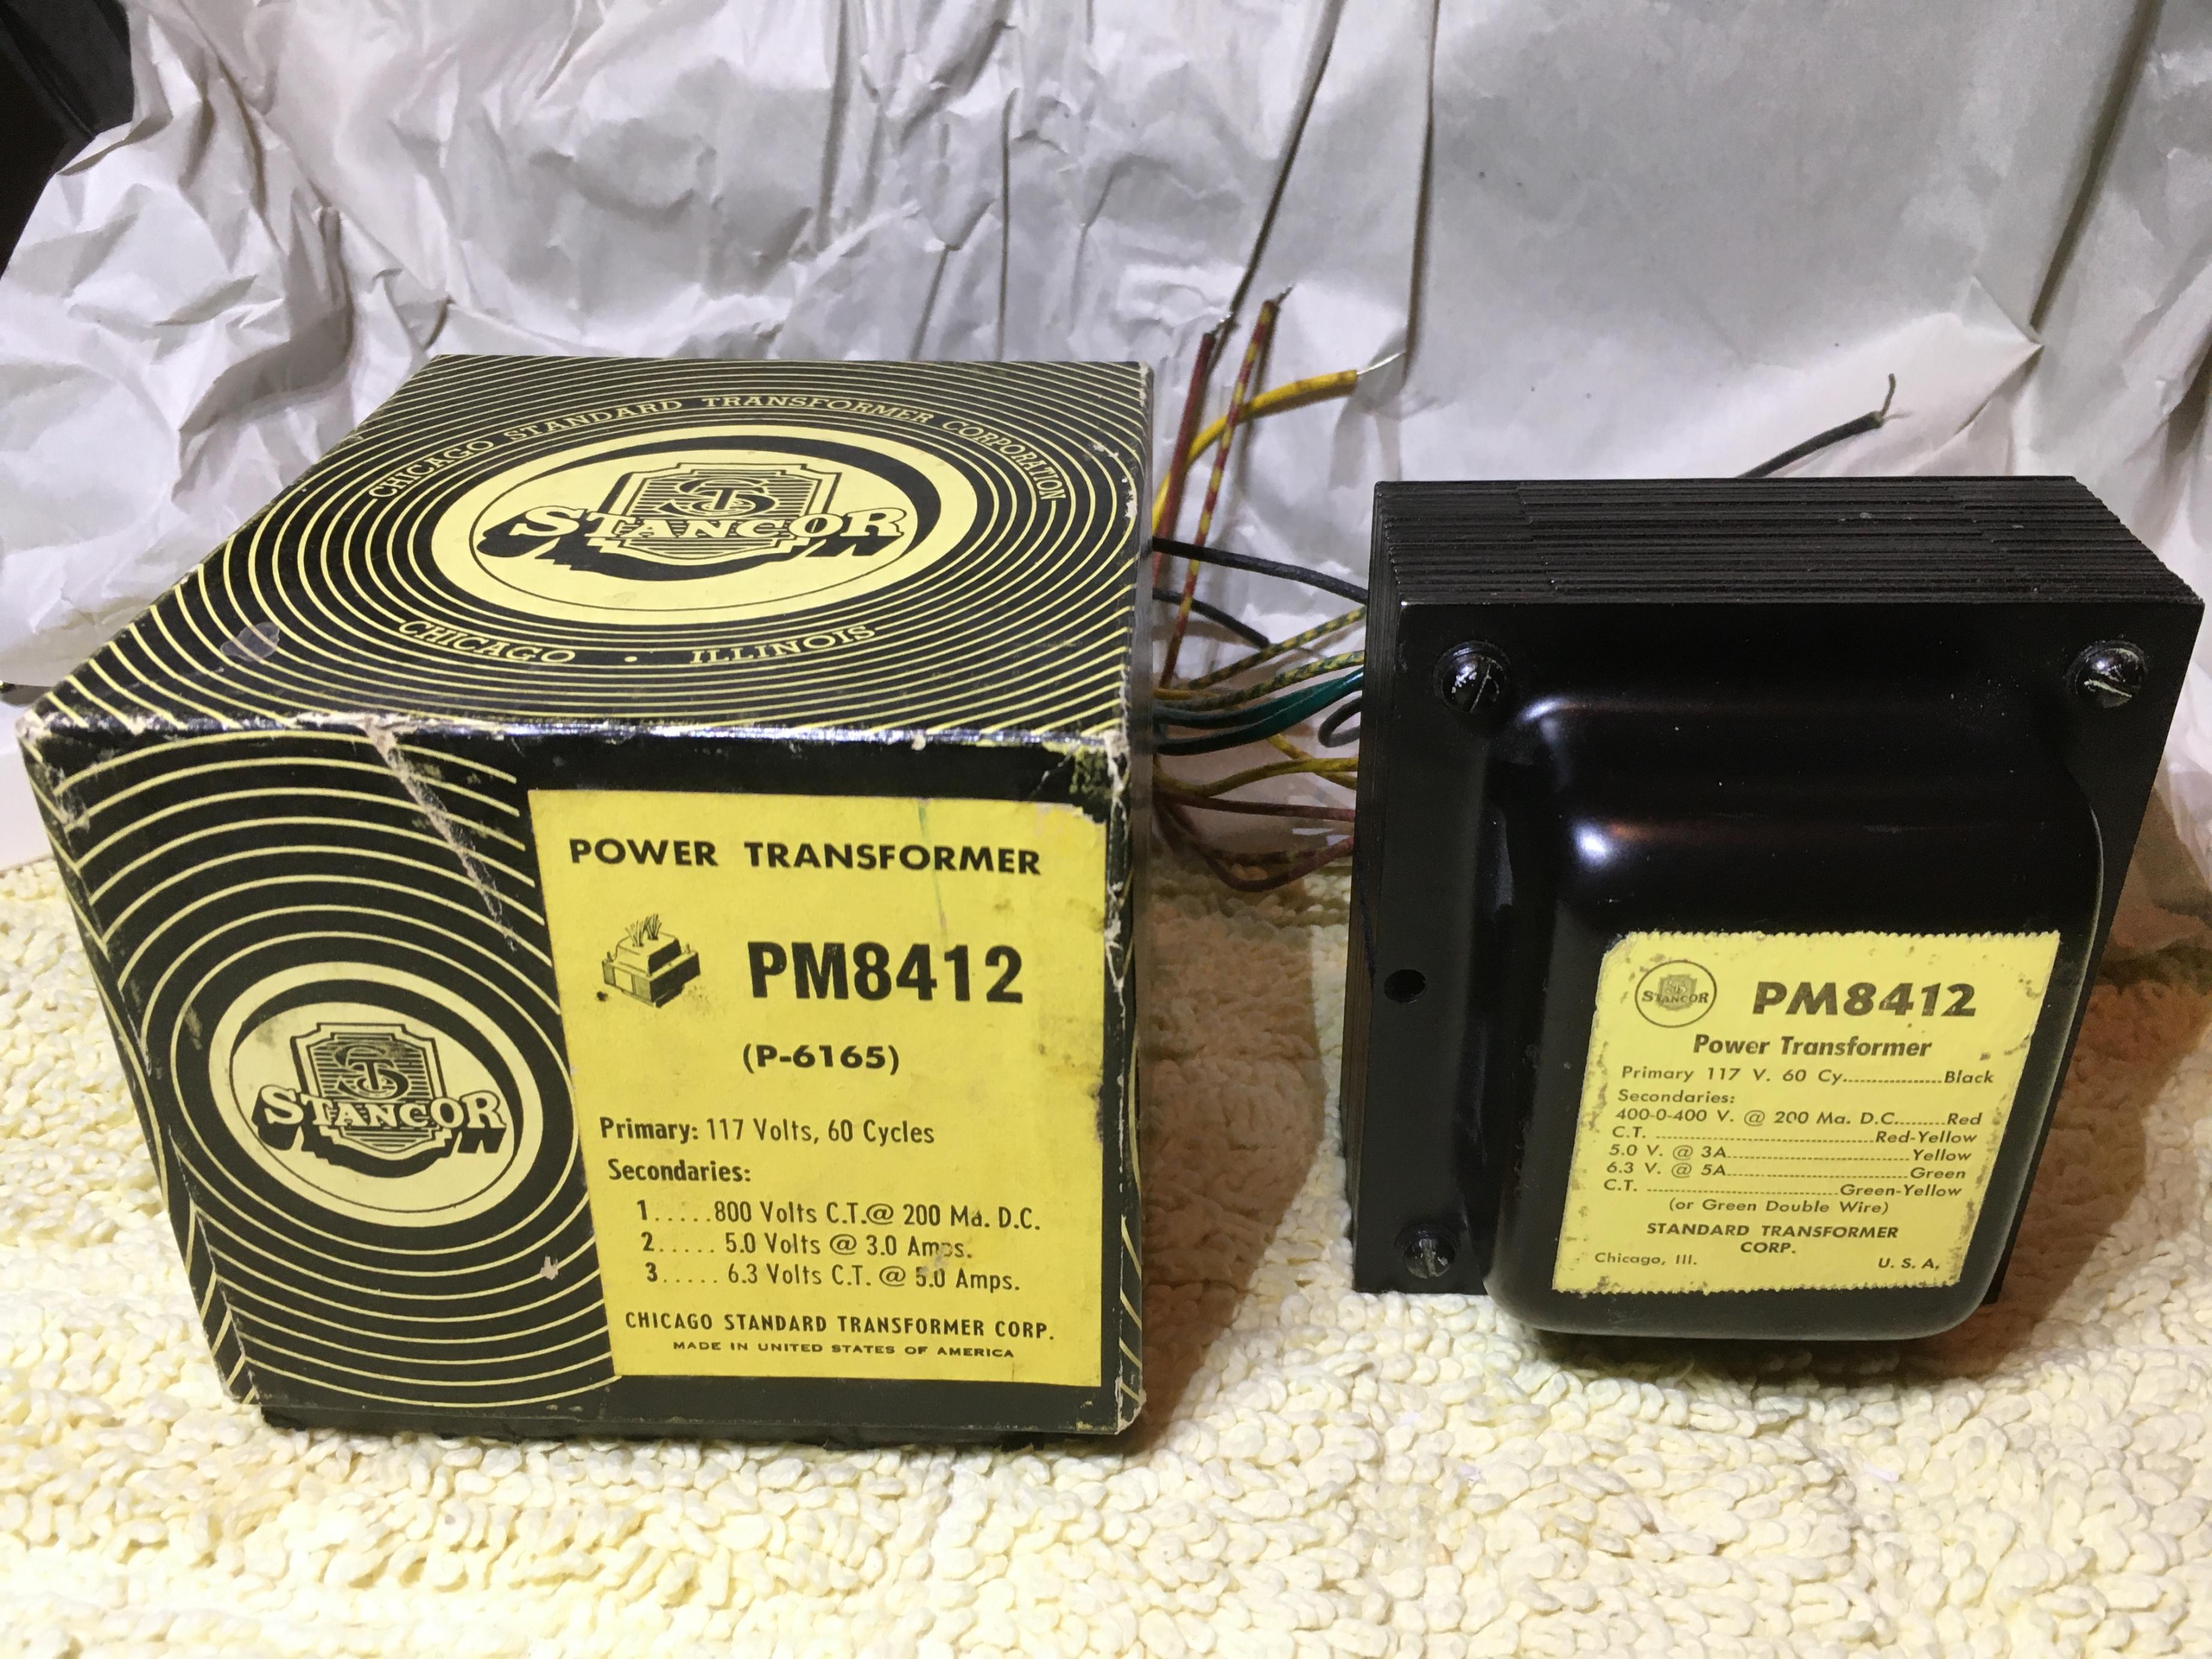 CHICAGO STANDARD TRANSFORMER CORPORATION
STS
STANCOR
CHICAGO • ILLINOIS
STS
STANCOR
POWER TRANSFORMER
PM8412
(P-6165)
Primary: 117 Volts, 60 Cycles
Secondaries:
1.....800 Volts C.T.@ 200 Ma. D.C.
2..... 5.0 Volts @ 3.0 Amps.
3..... 6.3 Volts C.T. @ 5.0 Amps.
CHICAGO STANDARD TRANSFORMER CORP.
MADE IN UNITED STATES OF AMERICA
STANCOR
PM8412
Power Transformer
Primary 117 V. 60 Cy..................Black
Secondaries:
400-0-400 V. @ 200 Ma. D.C.........Red
C.T. ........................................Red-Yellow
5.0 V. @ 3A..................................Yellow
6.3 V. @ 5A..................................Green
C.T. ...................................Green-Yellow
(or Green Double Wire)
STANDARD TRANSFORMER
CORP.
Chicago, Ill. U. S. A.